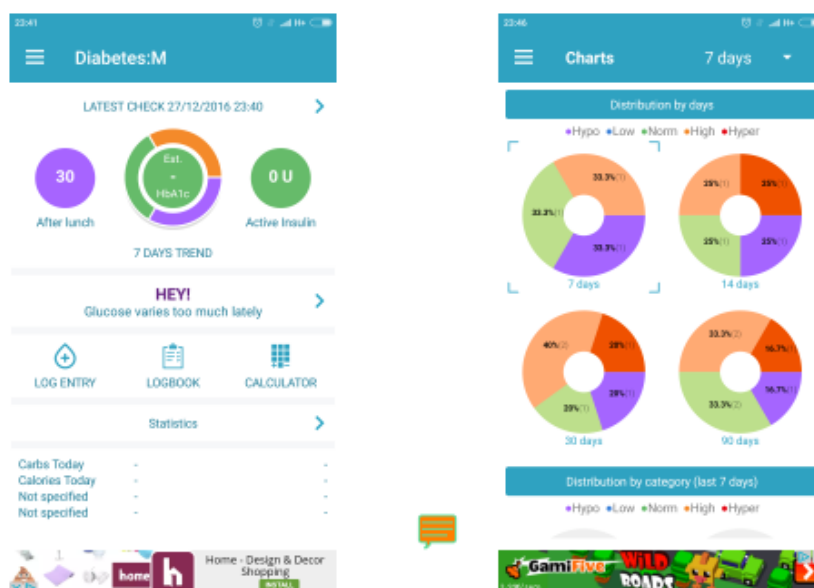 23:41
H+
Diabetes:M
LATEST CHECK 27/12/2016 23:40
30
Est.
-
HbA1c
0 U
After lunch
Active Insulin
7 DAYS TREND
HEY!
Glucose varies too much lately
LOG ENTRY
LOGBOOK
CALCULATOR
Statistics
Carbs Today - -
Calories Today - -
Not specified - -
Not specified - -
home
h
Home - Design & Decor
Shopping
INSTALL
23:46
H+
Charts
7 days
Distribution by days
Hypo Low Norm High Hyper
33.3%(1)
33.3%(1)
33.3%(1)
7 days
25%(1)
25%(1)
25%(1)
25%(1)
14 days
40%(2)
20%(1)
20%(1)
20%(1)
30 days
33.3%(2)
16.7%(1)
16.7%(1)
33.3%(2)
90 days
Distribution by category (last 7 days)
Hypo Low Norm High Hyper
GamiFive
WILD
ROADS